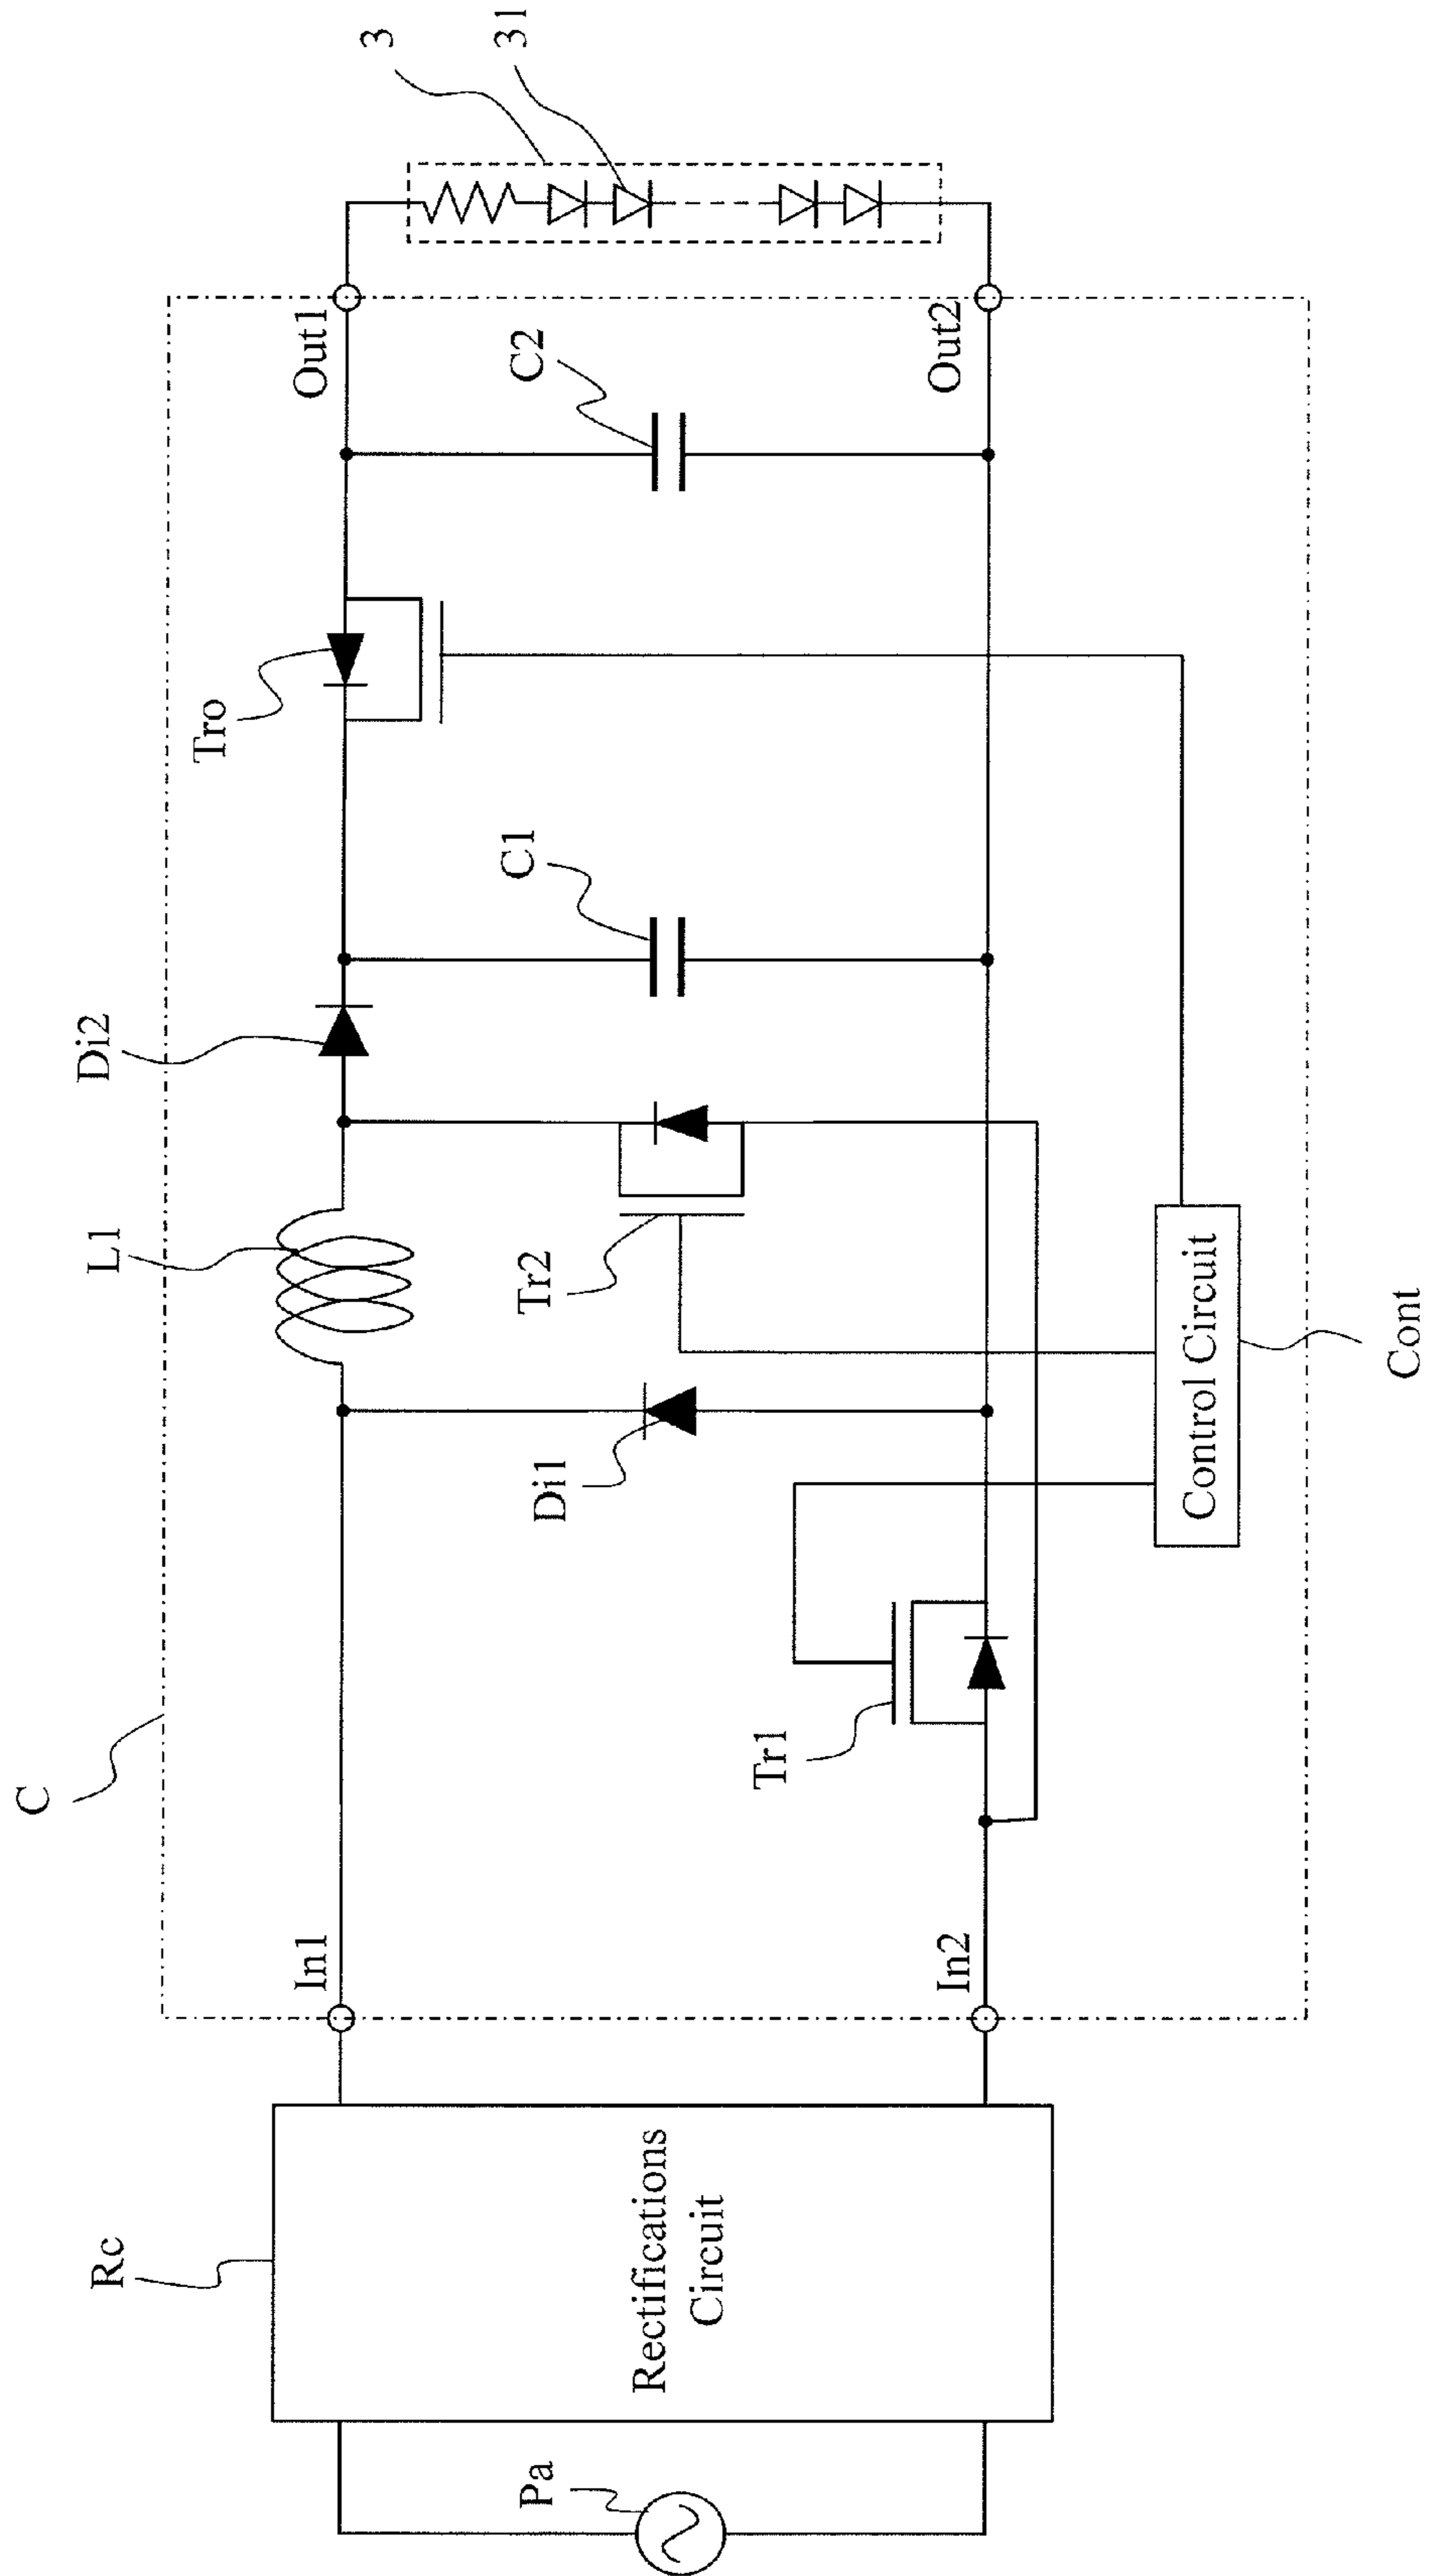 C
Rc
Pa
Rectifications
Circuit
In1
In2
L1
Di1
Tr1
Tr2
Di2
C1
Tro
C2
Out1
Out2
3
31
Control Circuit
Cont